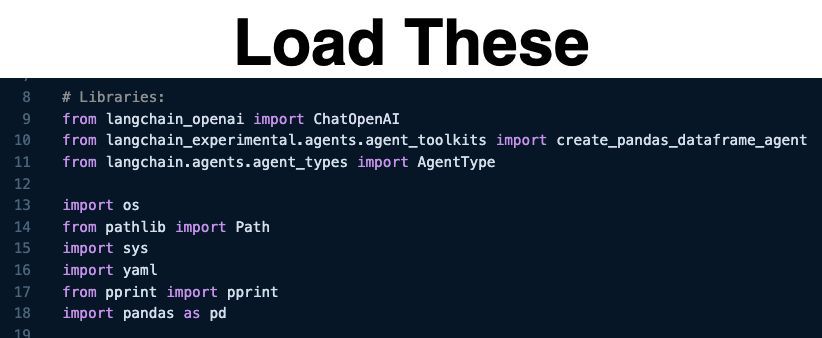 Load These
8 # Libraries:
9 from langchain_openai import ChatOpenAI
10 from langchain_experimental.agents.agent_toolkits import create_pandas_dataframe_agent
11 from langchain.agents.agent_types import AgentType
12
13 import os
14 from pathlib import Path
15 import sys
16 import yaml
17 from pprint import pprint
18 import pandas as pd
19